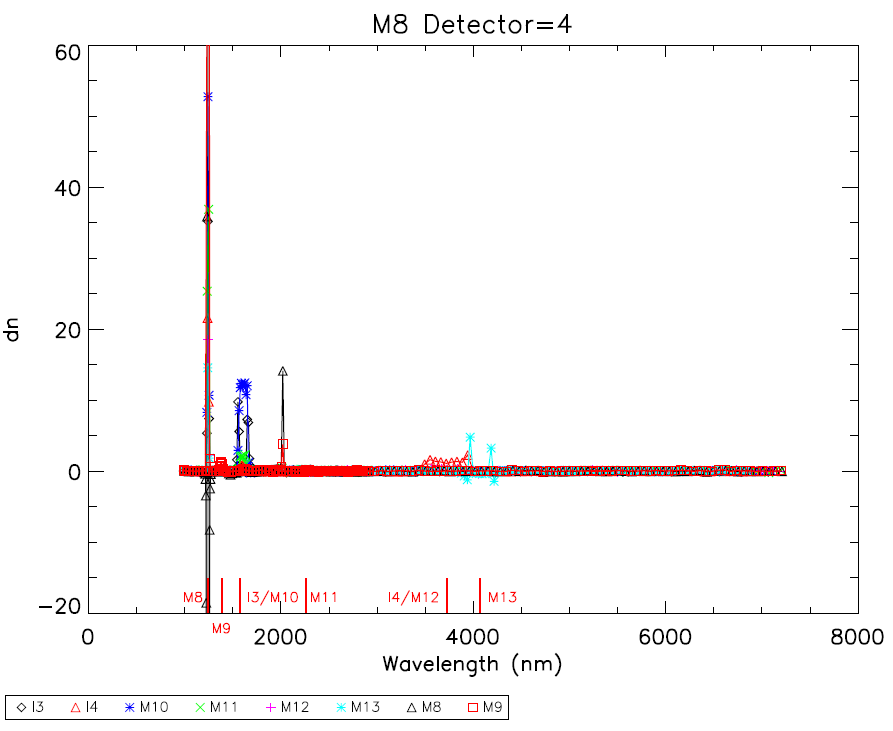 M8 Detector=4
60
40
20
0
−20
dn
M8 I3/M10 M11 I4/M12 M13
M9
0 2000 4000 6000 8000
Wavelength (nm)
I3 I4 M10 M11 M12 M13 M8 M9